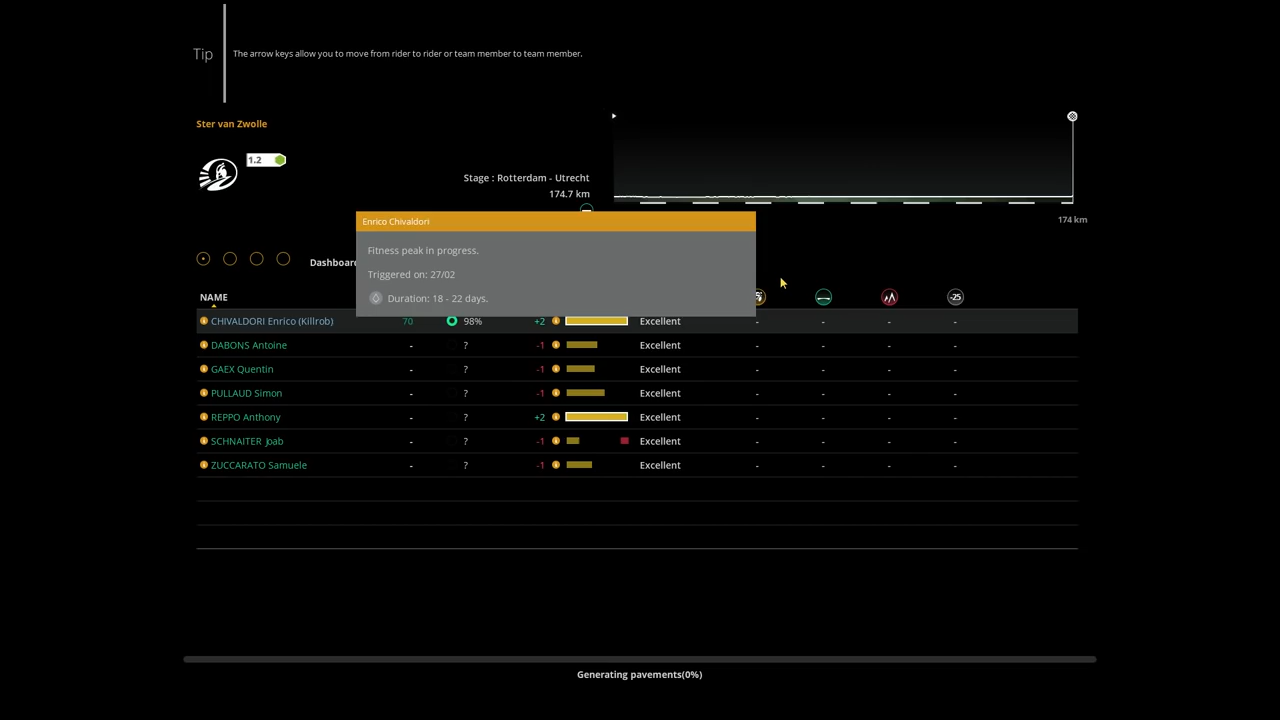 Tip
The arrow keys allow you to move from rider to rider or team member to team member.
Ster van Zwolle
1.2
Stage : Rotterdam - Utrecht
174.7 km
174 km
Enrico Chivaldori
Fitness peak in progress.
Triggered on: 27/02
Duration: 18 - 22 days.
Dashboard
NAME
-25
CHIVALDORI Enrico (Killrob) 70 98% +2 Excellent - - - -
DABONS Antoine - ? -1 Excellent - - - -
GAEX Quentin - ? -1 Excellent - - - -
PULLAUD Simon - ? -1 Excellent - - - -
REPPO Anthony - ? +2 Excellent - - - -
SCHNAITER Joab - ? -1 Excellent - - - -
ZUCCARATO Samuele - ? -1 Excellent - - - -
Generating pavements(0%)